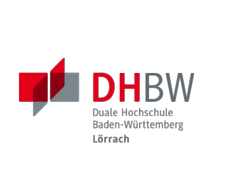 DHBW
Duale Hochschule
Baden-Württemberg
Lörrach